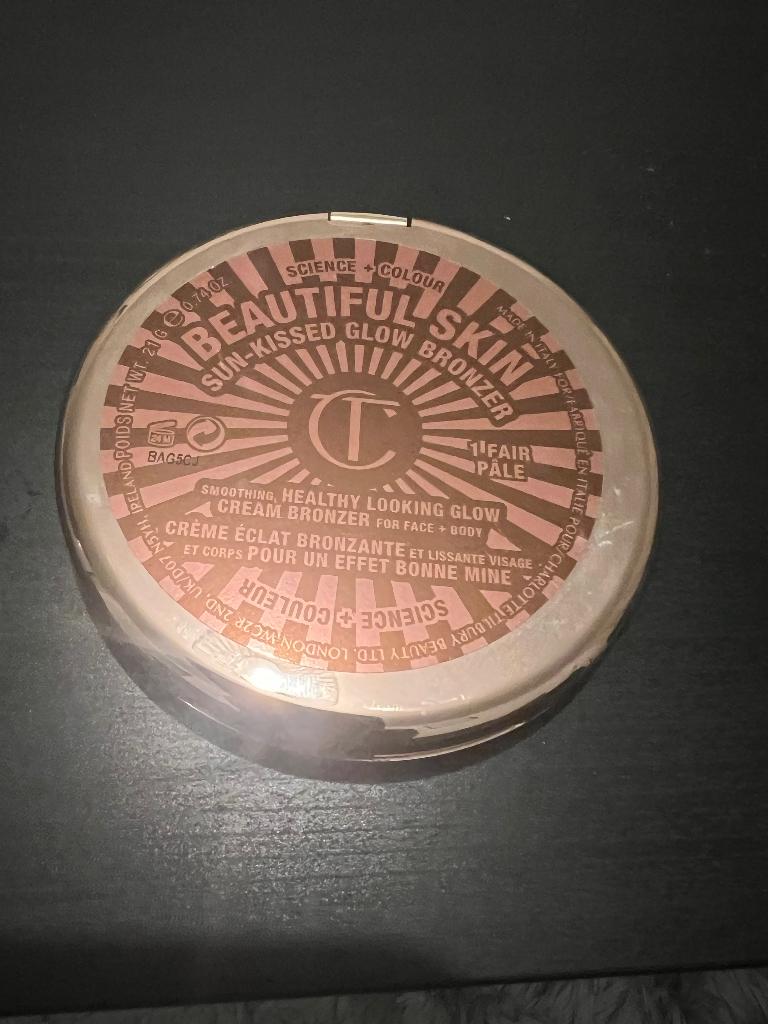 SCIENCE + COLOUR
BEAUTIFUL SKIN
SUN-KISSED GLOW BRONZER
CT
24 M
BAG5CJ
1 FAIR
PÂLE
SMOOTHING, HEALTHY LOOKING GLOW
CREAM BRONZER FOR FACE + BODY
CRÈME ÉCLAT BRONZANTE ET LISSANTE VISAGE
ET CORPS POUR UN EFFET BONNE MINE
SCIENCE + COULEUR
MADE IN ITALY FOR/FABRIQUÉ EN ITALIE POUR/CHARLOTTE TILBURY BEAUTY LTD. LONDON WC2R 2ND, UK/D07 N5YH, IRELAND POIDS NET WT. 21 G e 0.74 OZ